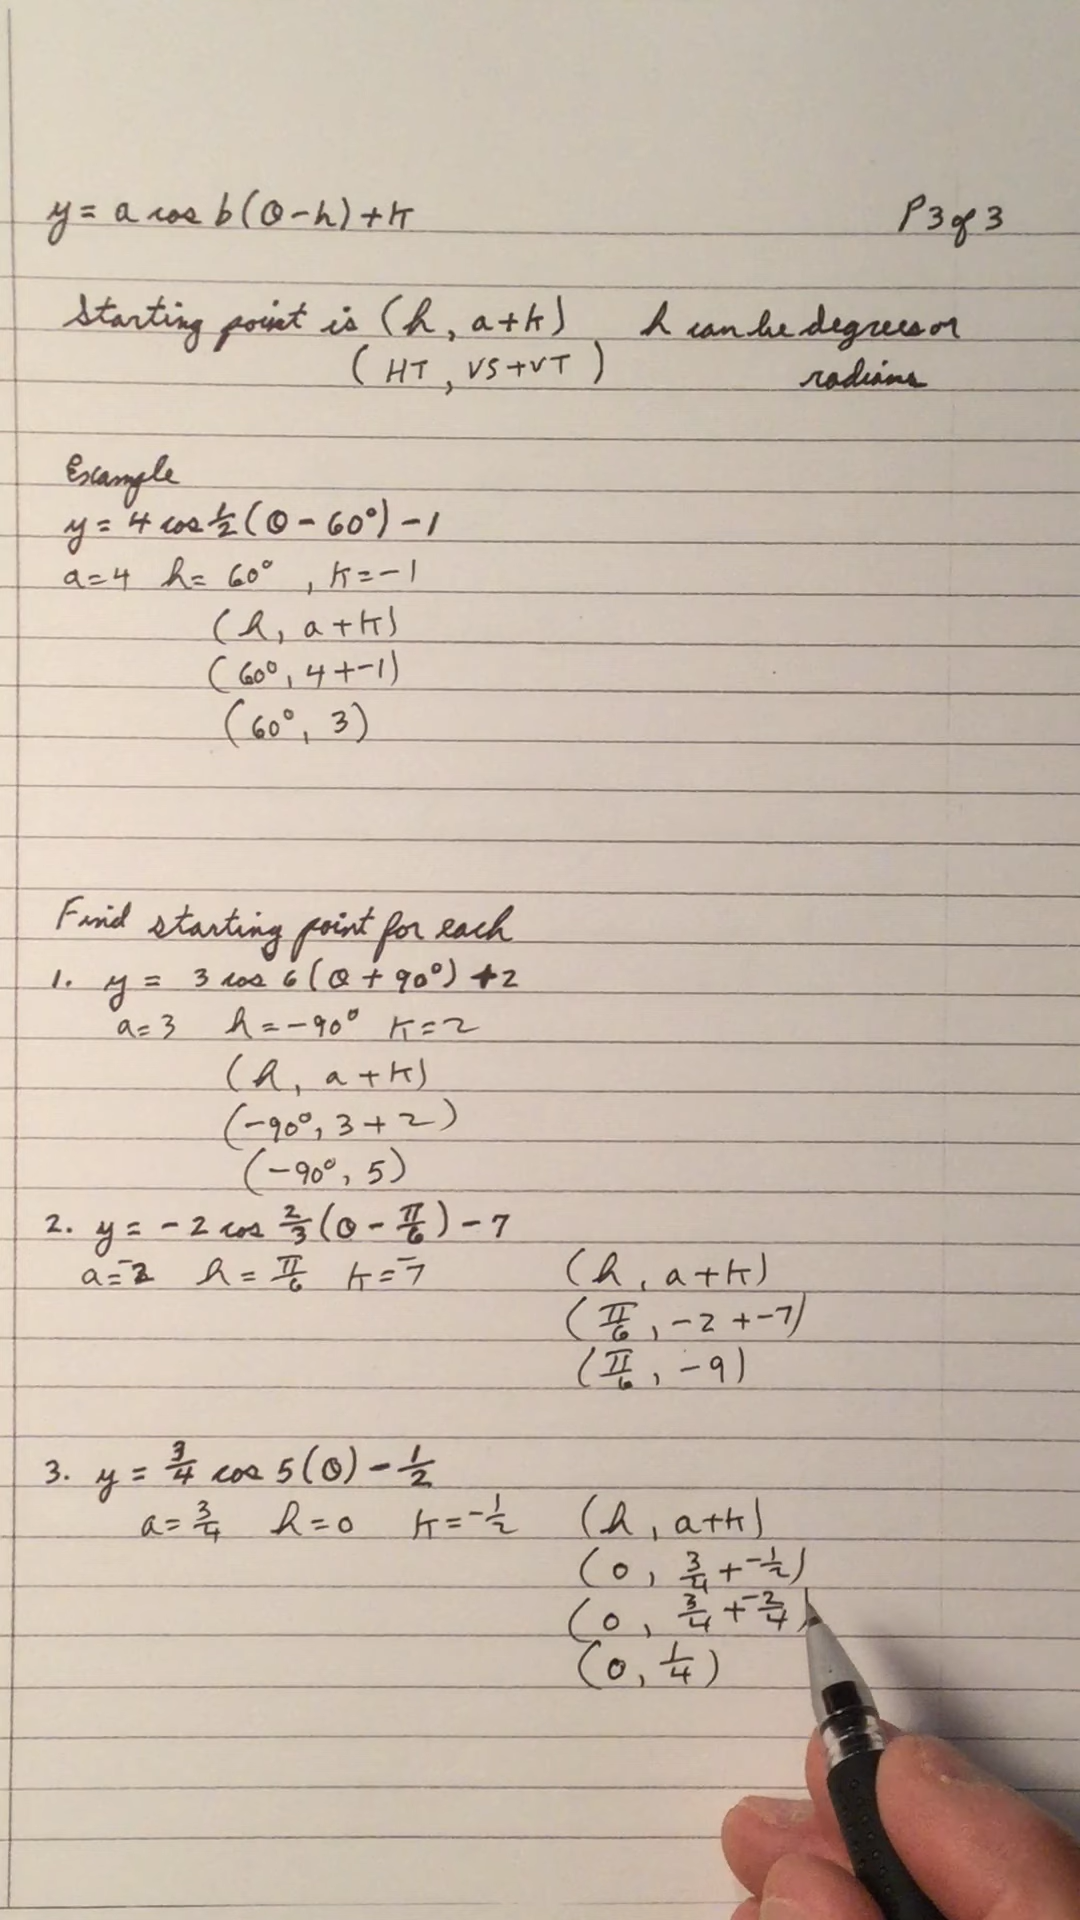 y = a cos b(θ-h)+k
P 3 of 3
Starting point is (h, a+k) h can be degrees or
(HT, VS+VT) radians
Example
y = 4 cos 1/2 (θ - 60°) - 1
a=4 h= 60° , k=-1
(h, a+k)
(60°, 4+-1)
(60°, 3)
Find starting point for each
1. y = 3 cos 6(θ + 90°) +2
a=3 h=-90° k=2
(h, a+k)
(-90°, 3+2)
(-90°, 5)
2. y = -2 cos 2/3 (θ - π/6) - 7
a=-2 h= π/6 k=-7 (h, a+k)
(π/6, -2+-7)
(π/6, -9)
3. y = 3/4 cos 5(θ) - 1/2
a= 3/4 h=0 k=-1/2 (h, a+k)
(0, 3/4 + -1/2)
(0, 3/4 + -2/4)
(0, 1/4)